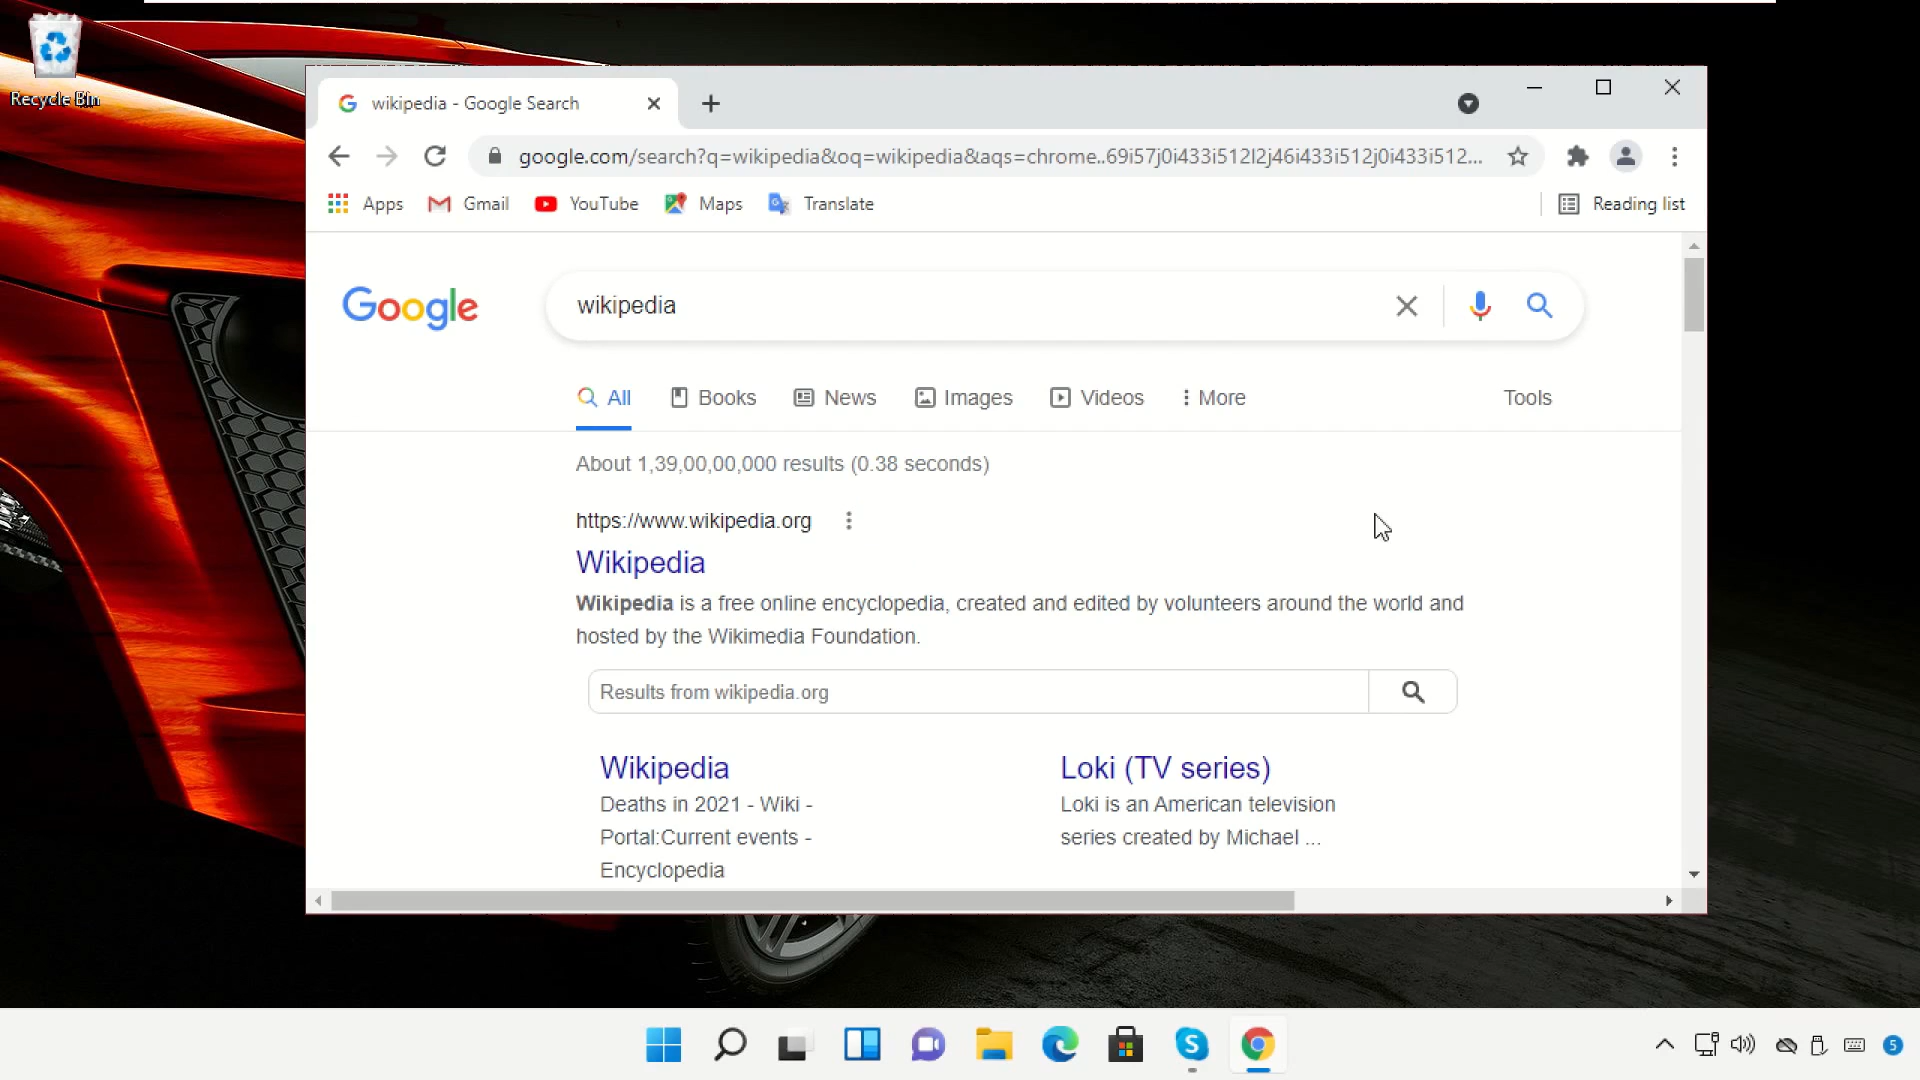 Recycle Bin
wikipedia - Google Search
google.com/search?q=wikipedia&oq=wikipedia&aqs=chrome..69i57j0i433i512l2j46i433i512j0i433i512...
Apps Gmail YouTube Maps Translate Reading list
Google wikipedia
All Books News Images Videos More Tools
About 1,39,00,00,000 results (0.38 seconds)
https://www.wikipedia.org
Wikipedia
Wikipedia is a free online encyclopedia, created and edited by volunteers around the world and
hosted by the Wikimedia Foundation.
Results from wikipedia.org
Wikipedia
Deaths in 2021 - Wiki -
Portal:Current events -
Encyclopedia
Loki (TV series)
Loki is an American television
series created by Michael ...
5